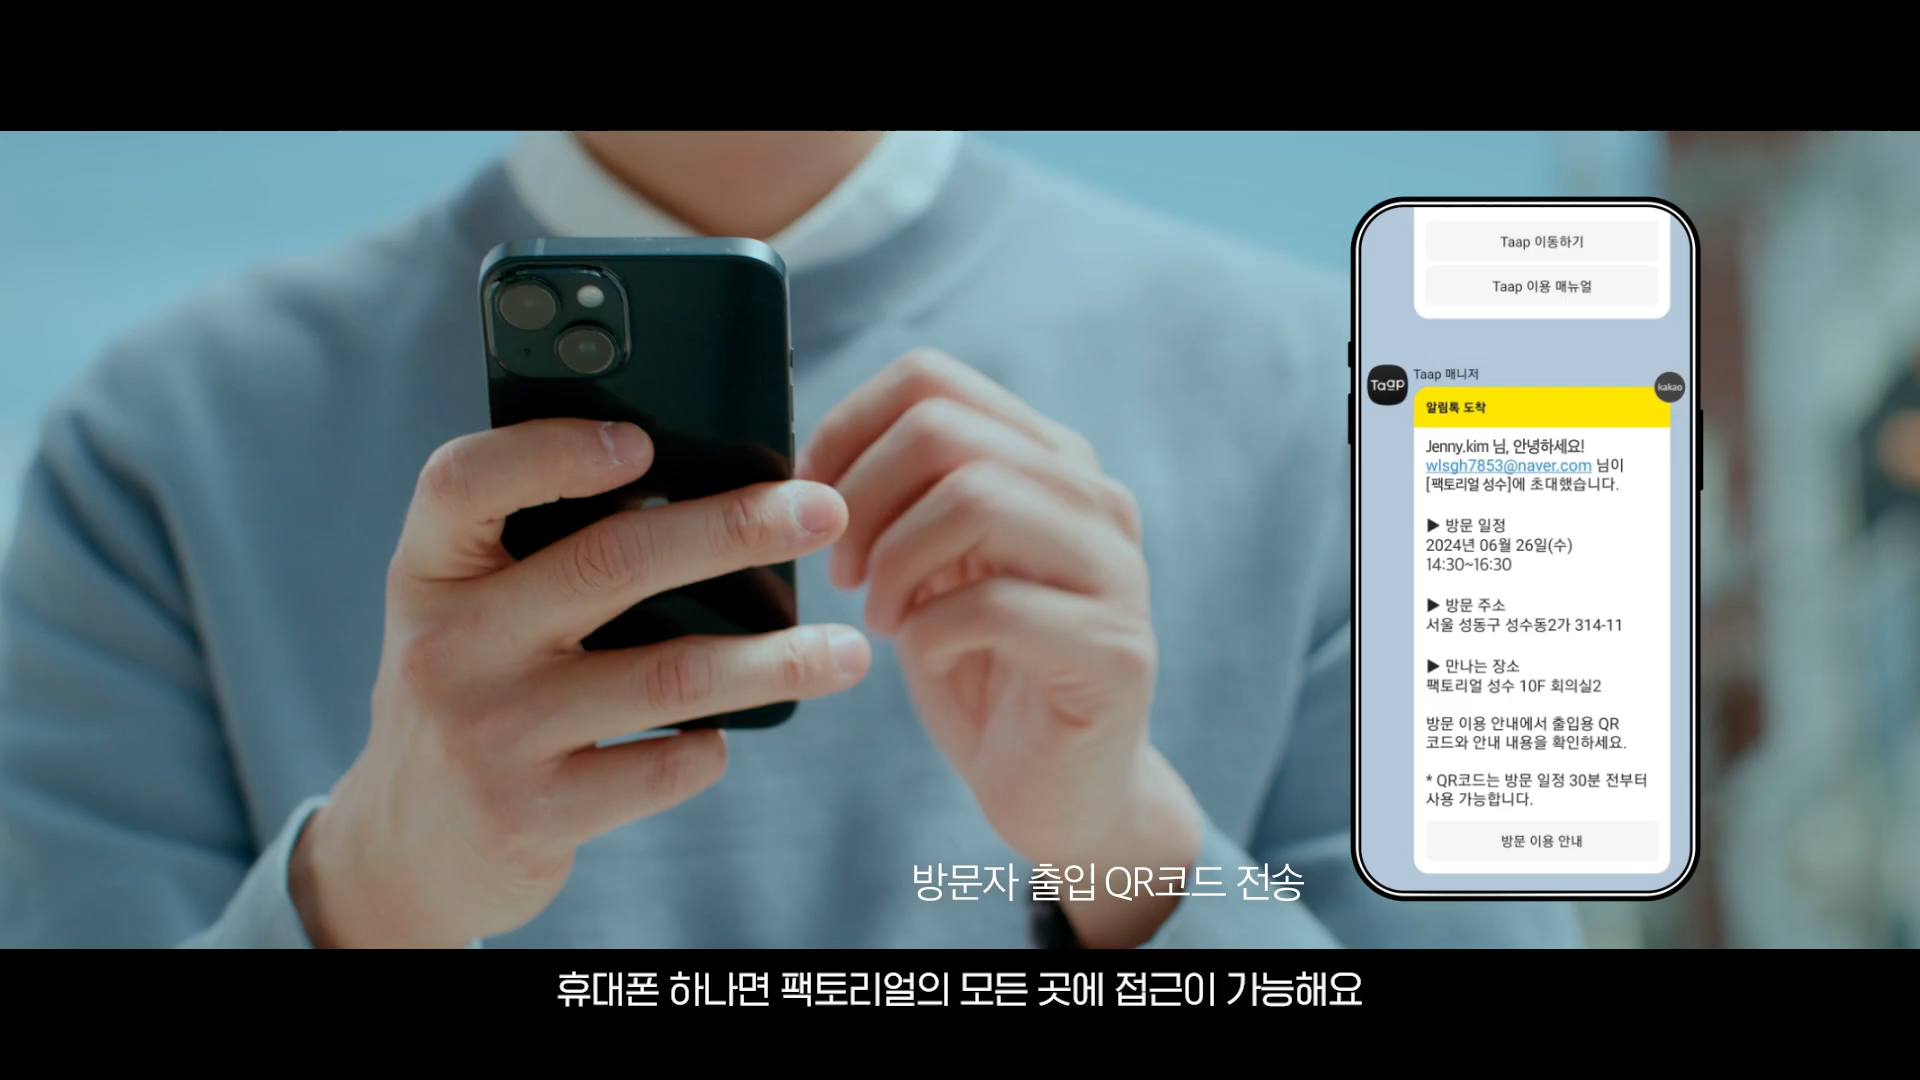 Taap 이동하기
Taap 이용 매뉴얼
Taap
Taap 매니저
kakao
알림톡 도착
Jenny.kim 님, 안녕하세요!
wlsgh7853@naver.com 님이
[팩토리얼 성수]에 초대했습니다.
▶ 방문 일정
2024년 06월 26일(수)
14:30~16:30
▶ 방문 주소
서울 성동구 성수동2가 314-11
▶ 만나는 장소
팩토리얼 성수 10F 회의실2
방문 이용 안내에서 출입용 QR
코드와 안내 내용을 확인하세요.
* QR코드는 방문 일정 30분 전부터
사용 가능합니다.
방문 이용 안내
방문자 출입 QR코드 전송
휴대폰 하나면 팩토리얼의 모든 곳에 접근이 가능해요